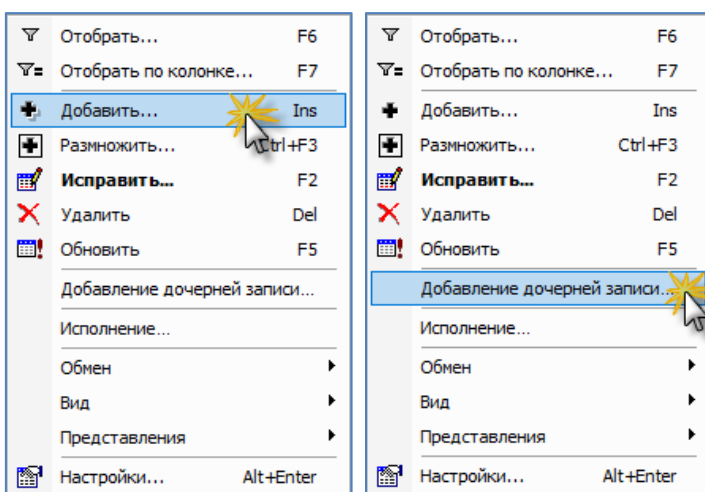 Отобрать... F6
Отобрать по колонке... F7
Добавить... Ins
Размножить... Ctrl+F3
Исправить... F2
Удалить Del
Обновить F5
Добавление дочерней записи...
Исполнение...
Обмен
Вид
Представления
Настройки... Alt+Enter
Отобрать... F6
Отобрать по колонке... F7
Добавить... Ins
Размножить... Ctrl+F3
Исправить... F2
Удалить Del
Обновить F5
Добавление дочерней записи...
Исполнение...
Обмен
Вид
Представления
Настройки... Alt+Enter